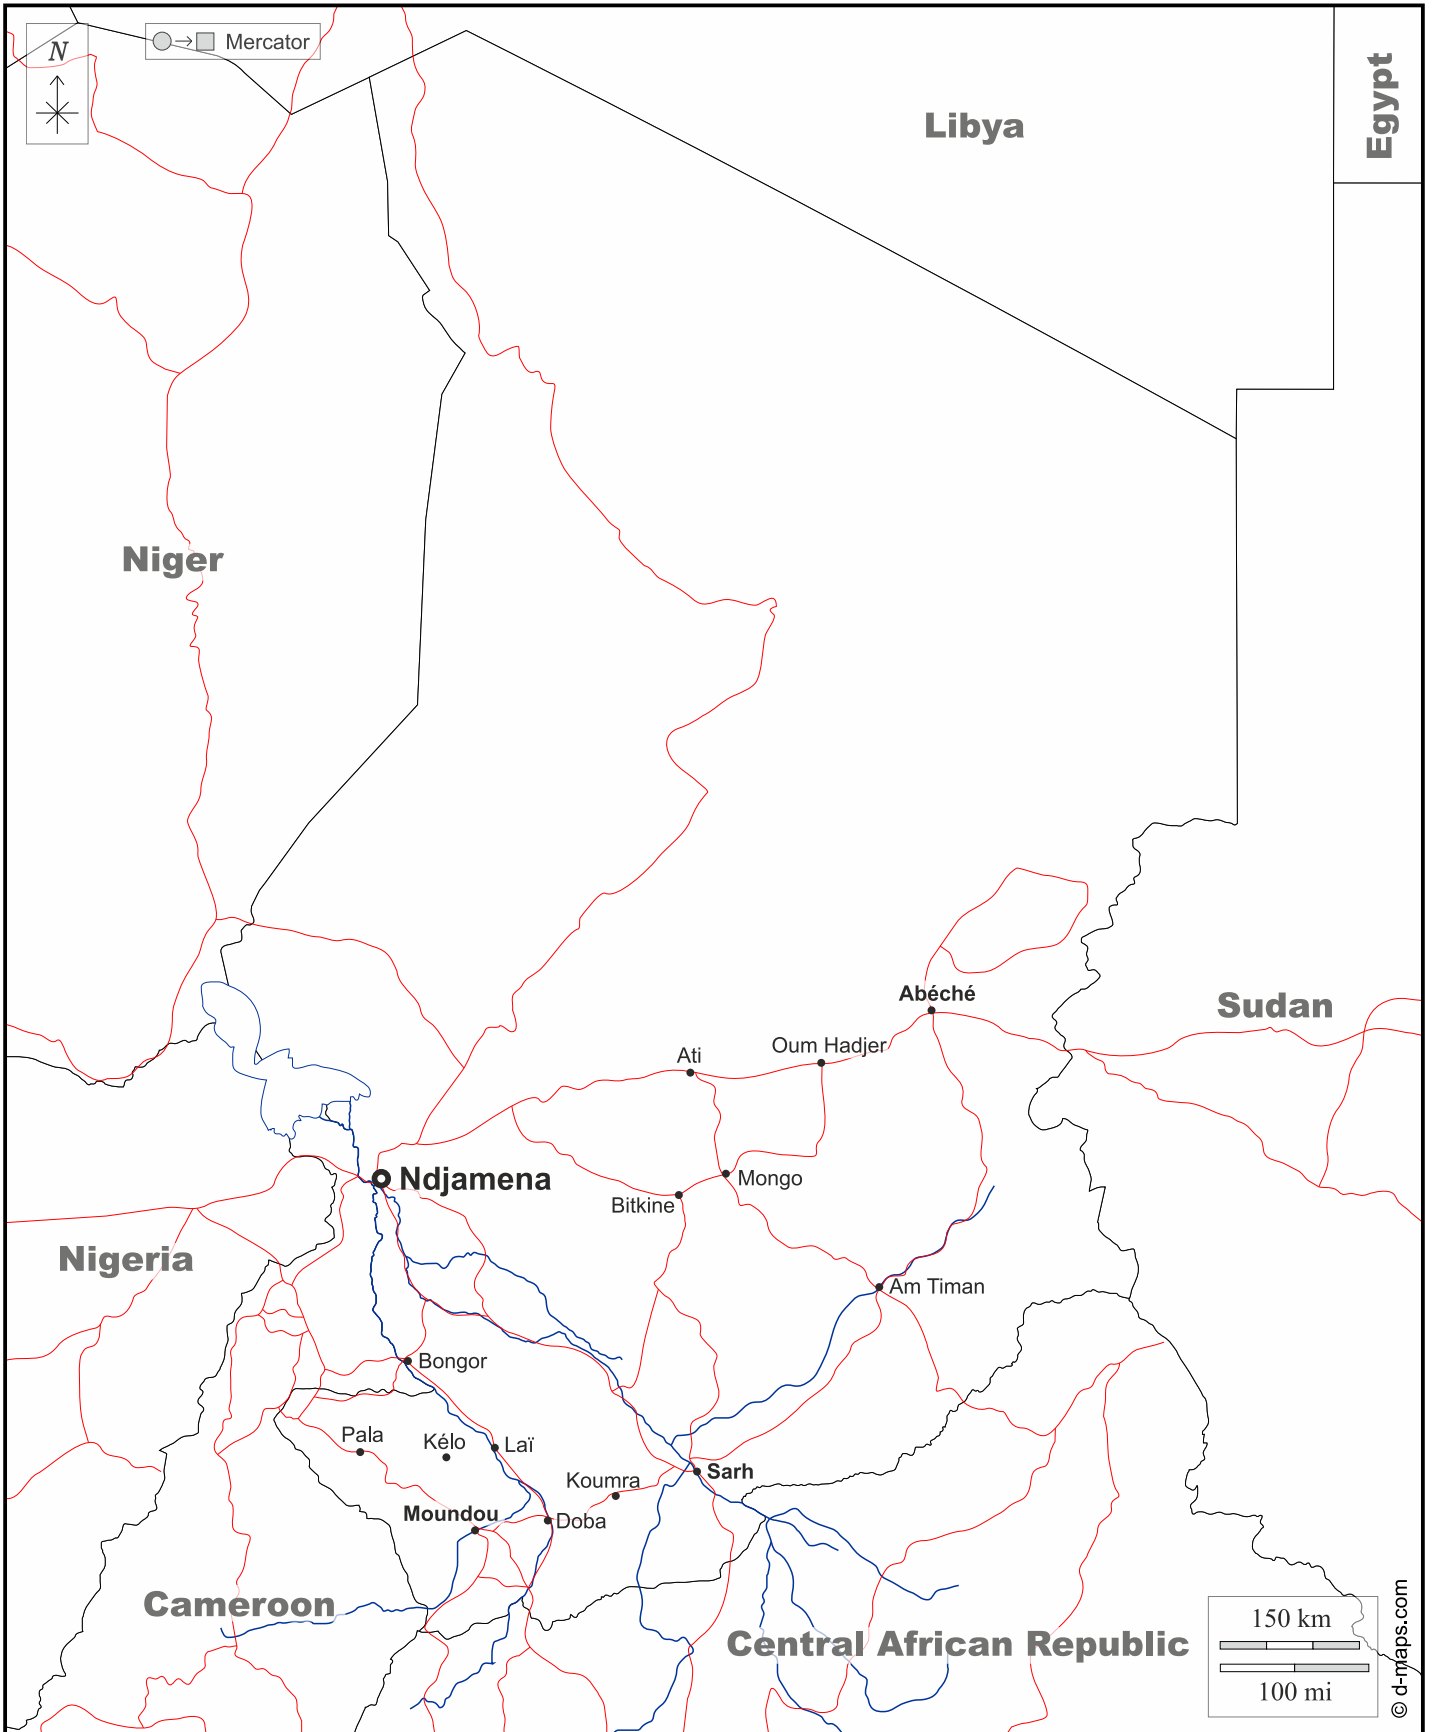 N
Mercator
Libya
Egypt
Niger
Abéché
Sudan
Ati
Oum Hadjer
Ndjamena
Mongo
Bitkine
Nigeria
Am Timan
Bongor
Pala
Kélo
Laï
Koumra
Sarh
Moundou
Doba
Cameroon
Central African Republic
150 km
100 mi
© d-maps.com